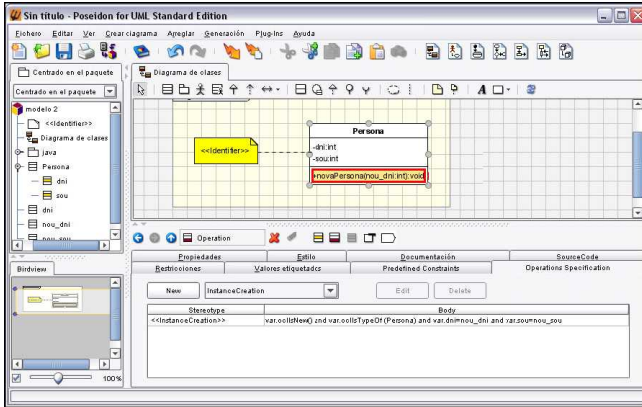 Sin título - Poseidon for UML Standard Edition
Fichero Editar Ver Crear diagrama Arreglar Generación Plug-Ins Ayuda
Centrado en el paquete
Diagrama de clases
Centrado en el paquete
modelo 2
<<Identifier>>
Diagrama de clases
java
Persona
dni
sou
dni
nou_dni
nou_sou
<<Identifier>>
Persona
-dni:int
-sou:int
+novaPersona(nou_dni:int):void
Operation
Birdview
100%
Propiedades Estilo Documentación SourceCode
Restricciones Valores etiquetados Predefined Constraints Operations Specification
New InstanceCreation Edit Delete
Stereotype Body
<<InstanceCreation>> var.oclIsNew() and var.oclIsTypeOf(Persona) and var.dni=nou_dni and var.sou=nou_sou